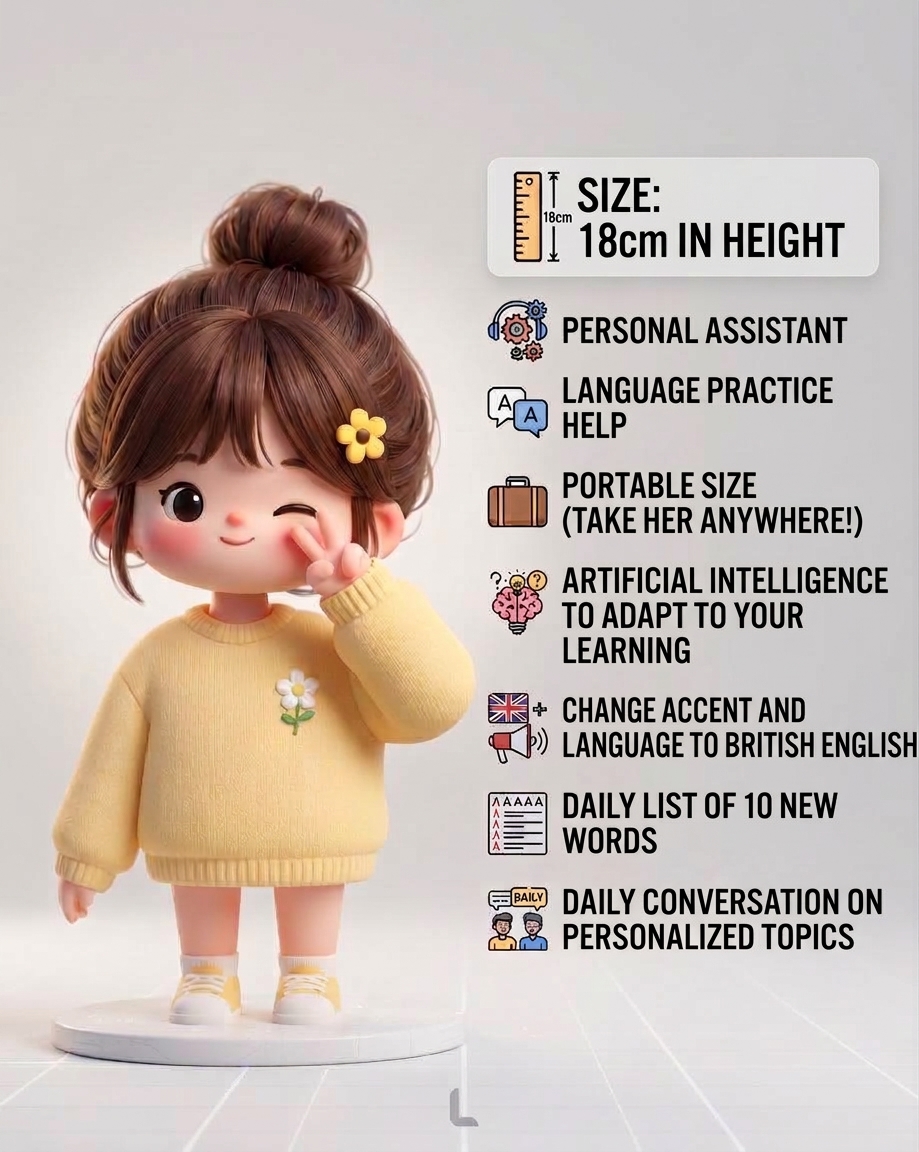 18cm
SIZE:
18cm IN HEIGHT
PERSONAL ASSISTANT
A A
LANGUAGE PRACTICE
HELP
PORTABLE SIZE
(TAKE HER ANYWHERE!)
? ?
ARTIFICIAL INTELLIGENCE
TO ADAPT TO YOUR
LEARNING
CHANGE ACCENT AND
LANGUAGE TO BRITISH ENGLISH
AAAAA
A
A
A
A
DAILY LIST OF 10 NEW
WORDS
BAILY
DAILY CONVERSATION ON
PERSONALIZED TOPICS
L